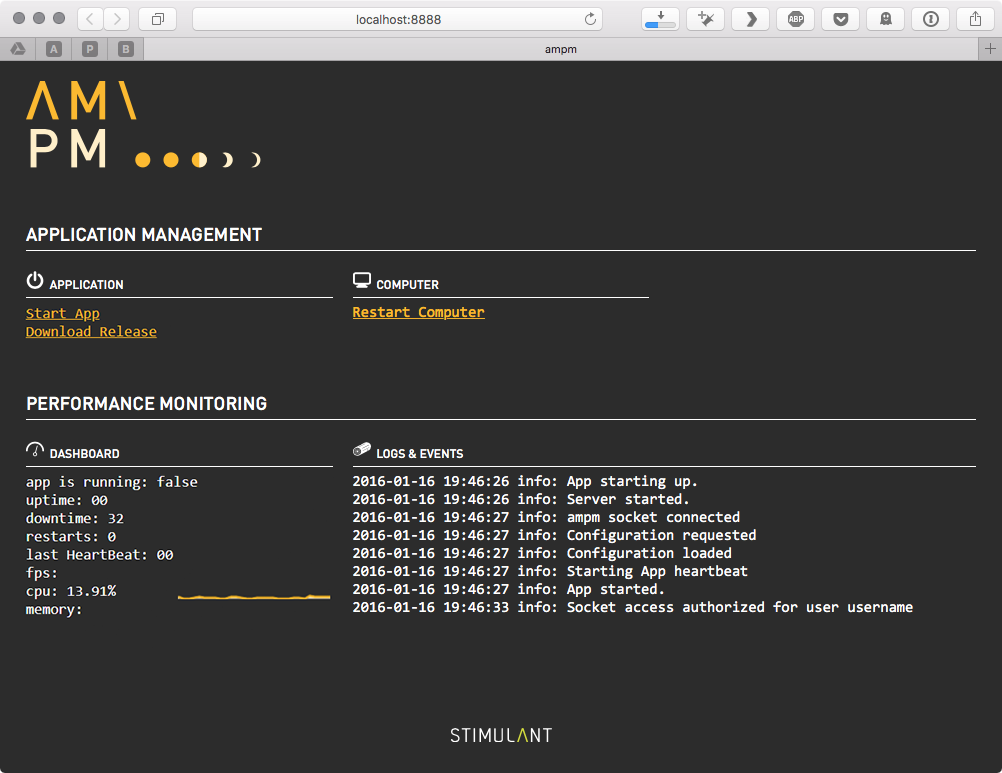 localhost:8888
ABP
A
P
B
ampm
AM
PM
APPLICATION MANAGEMENT
APPLICATION
Start App
Download Release
COMPUTER
Restart Computer
PERFORMANCE MONITORING
DASHBOARD
app is running: false
uptime: 00
downtime: 32
restarts: 0
last HeartBeat: 00
fps:
cpu: 13.91%
memory:
LOGS & EVENTS
2016-01-16 19:46:26 info: App starting up.
2016-01-16 19:46:26 info: Server started.
2016-01-16 19:46:27 info: ampm socket connected
2016-01-16 19:46:27 info: Configuration requested
2016-01-16 19:46:27 info: Configuration loaded
2016-01-16 19:46:27 info: Starting App heartbeat
2016-01-16 19:46:27 info: App started.
2016-01-16 19:46:33 info: Socket access authorized for user username
STIMULANT